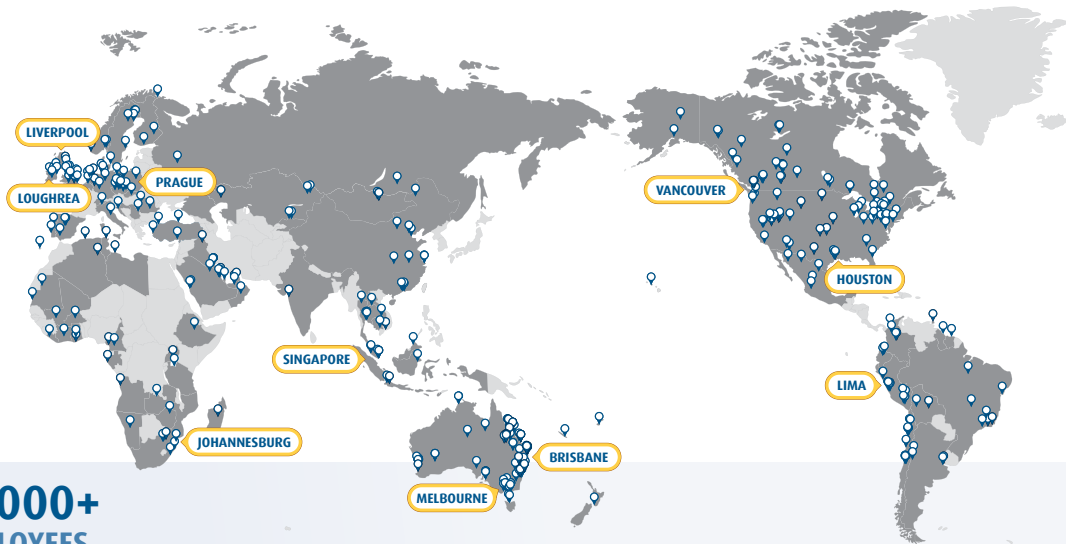 LIVERPOOL
PRAGUE
LOUGHREA
VANCOUVER
HOUSTON
SINGAPORE
LIMA
JOHANNESBURG
BRISBANE
MELBOURNE
000+